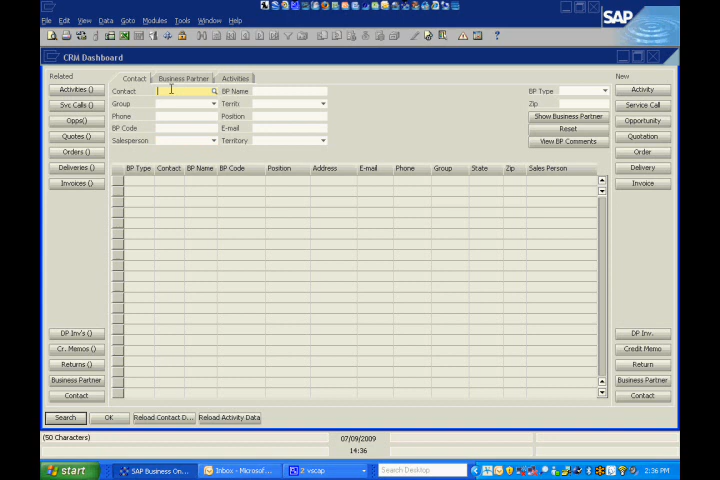 File Edit View Data Goto Modules Tools Window Help
SAP
CRM Dashboard
Related
Activities ()
Svc Calls ()
Opps()
Quotes ()
Orders ()
Deliveries ()
Invoices ()
DP Inv's ()
Cr. Memos ()
Returns ()
Business Partner
Contact
Contact Business Partner Activities
Contact BP Name BP Type
Group Territo Zip
Phone Position Show Business Partner
BP Code E-mail Reset
Salesperson Territory View BP Comments
BP Type Contact BP Name BP Code Position Address E-mail Phone Group State Zip Sales Person
New
Activity
Service Call
Opportunity
Quotation
Order
Delivery
Invoice
DP Inv.
Credit Memo
Return
Business Partner
Contact
Search OK Reload Contact D... Reload Activity Data
(50 Characters) 07/09/2009
14:36
start SAP Business On... Inbox - Microsof... 2 vscap Search Desktop 2:36 PM